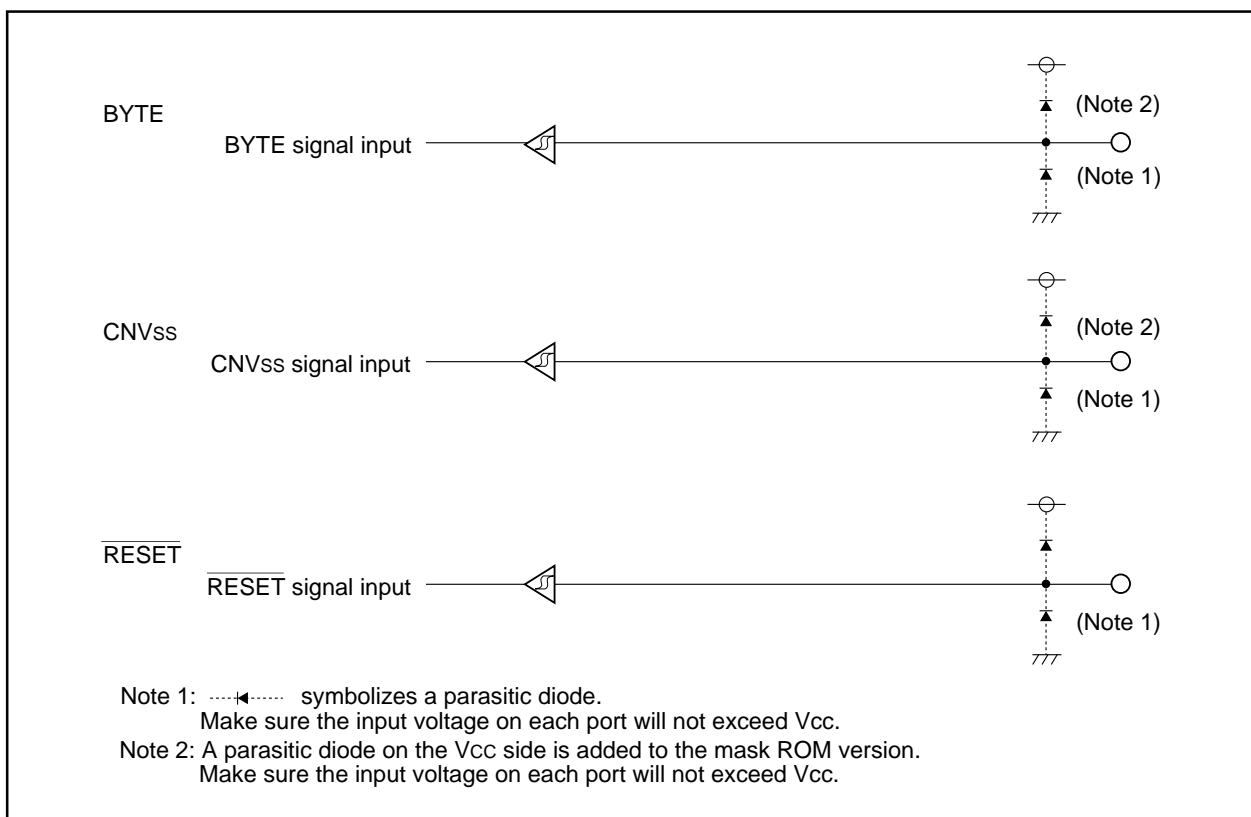 BYTE
BYTE signal input
(Note 2)
(Note 1)
CNVss
CNVss signal input
(Note 2)
(Note 1)
RESET
RESET signal input
(Note 1)
Note 1: symbolizes a parasitic diode.
Make sure the input voltage on each port will not exceed Vcc.
Note 2: A parasitic diode on the VCC side is added to the mask ROM version.
Make sure the input voltage on each port will not exceed Vcc.